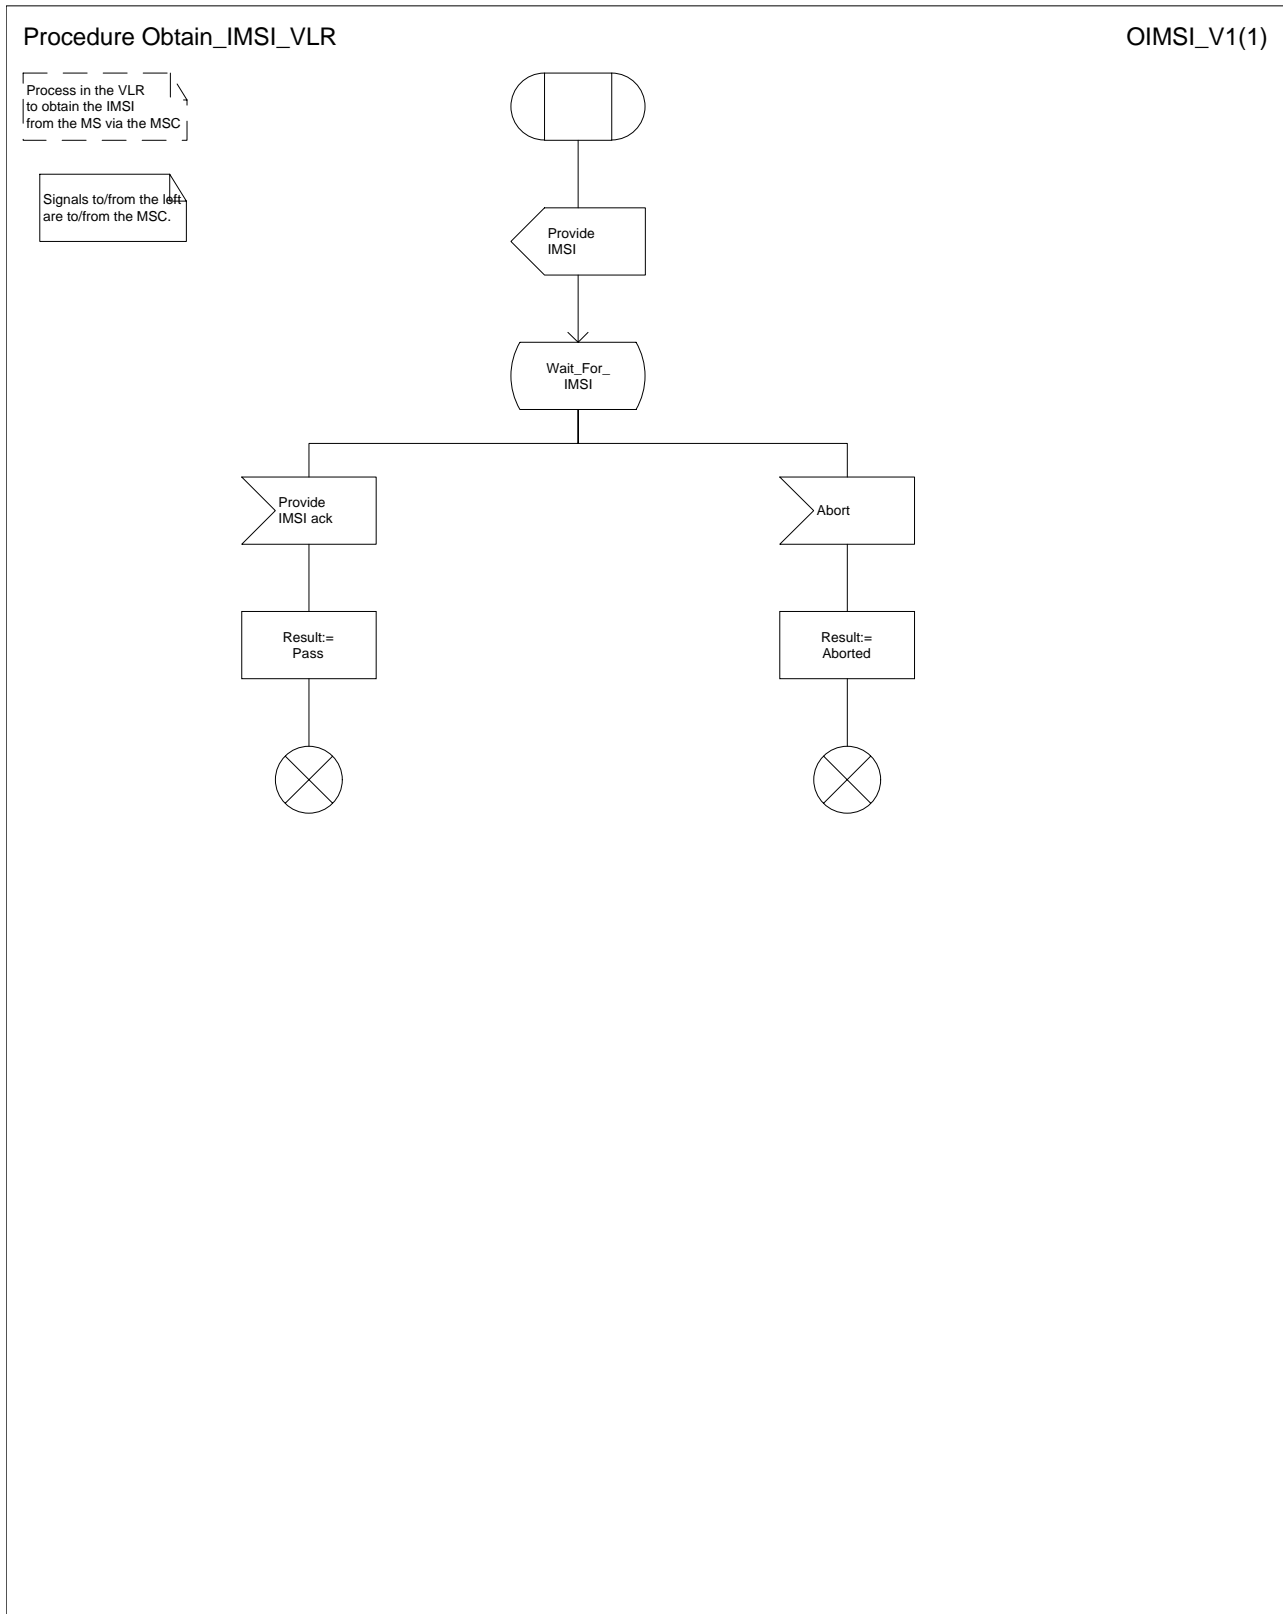 Procedure Obtain_IMSI_VLR
OIMSI_V1(1)
Process in the VLR
to obtain the IMSI
from the MS via the MSC
Signals to/from the left
are to/from the MSC.
Provide
IMSI
Wait_For_
IMSI
Provide
IMSI ack
Abort
Result:=
Pass
Result:=
Aborted